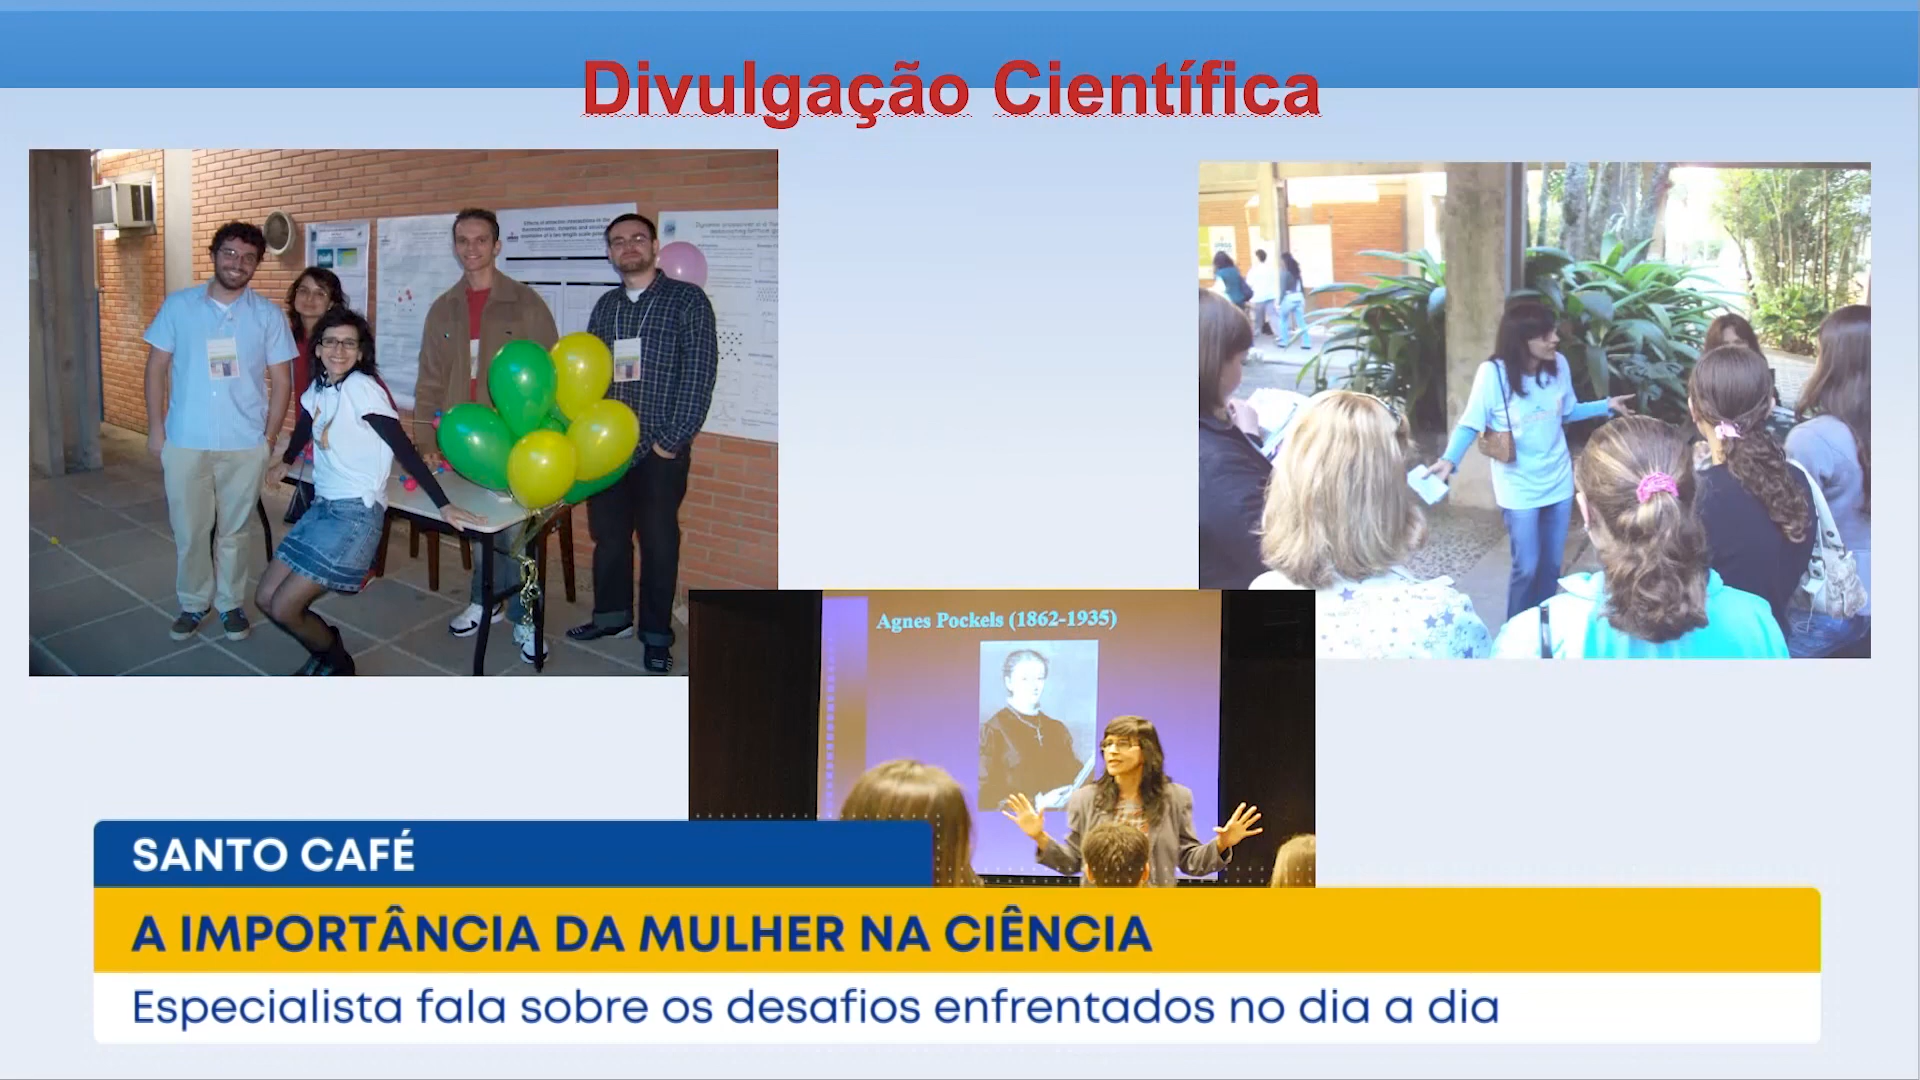 Divulgação Científica
Agnes Pockels (1862-1935)
SANTO CAFÉ
A IMPORTÂNCIA DA MULHER NA CIÊNCIA
Especialista fala sobre os desafios enfrentados no dia a dia